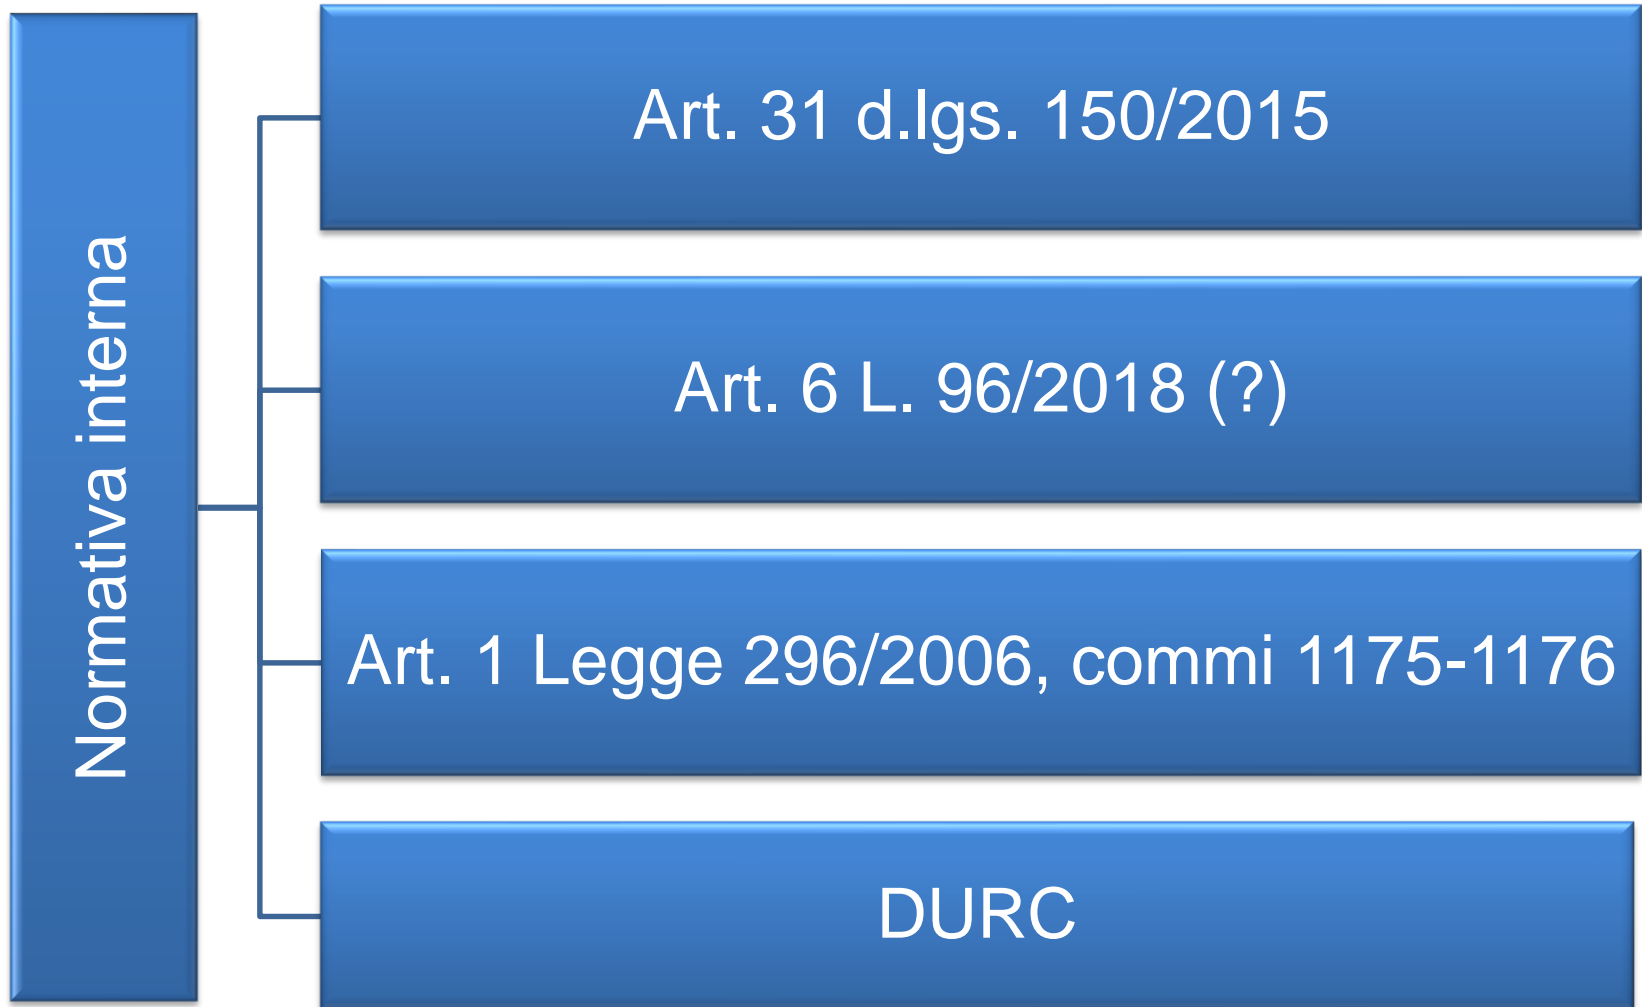 Normativa interna
Art. 31 d.lgs. 150/2015
Art. 6 L. 96/2018 (?)
Art. 1 Legge 296/2006, commi 1175-1176
DURC